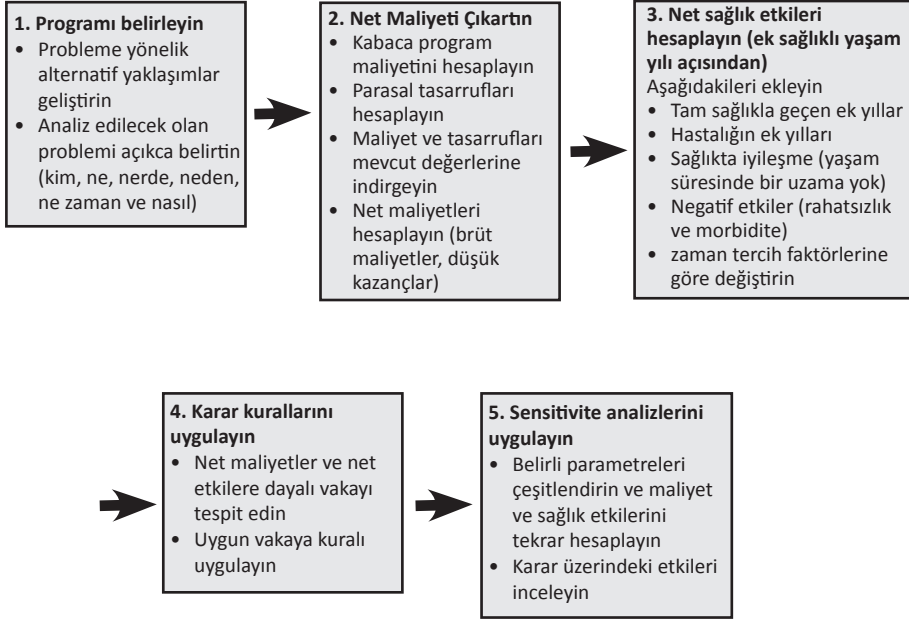 1. Programı belirleyin
• Probleme yönelik
alternatif yaklaşımlar
geliştirin
• Analiz edilecek olan
problemi açıkca belirtin
(kim, ne, nerde, neden,
ne zaman ve nasıl)
2. Net Maliyeti Çıkartın
• Kabaca program
maliyetini hesaplayın
• Parasal tasarrufları
hesaplayın
• Maliyet ve tasarrufları
mevcut değerlerine
indirgeyin
• Net maliyetleri
hesaplayın (brüt
maliyetler, düşük
kazançlar)
3. Net sağlık etkileri
hesaplayın (ek sağlıklı yaşam
yılı açısından)
Aşağıdakileri ekleyin
• Tam sağlıkla geçen ek yıllar
• Hastalığın ek yılları
• Sağlıkta iyileşme (yaşam
süresinde bir uzama yok)
• Negatif etkiler (rahatsızlık
ve morbidite)
• zaman tercih faktörlerine
göre değiştirin
4. Karar kurallarını
uygulayın
• Net maliyetler ve net
etkilere dayalı vakayı
tespit edin
• Uygun vakaya kuralı
uygulayın
5. Sensitivite analizlerini
uygulayın
• Belirli parametreleri
çeşitlendirin ve maliyet
ve sağlık etkilerini
tekrar hesaplayın
• Karar üzerindeki etkileri
inceleyin